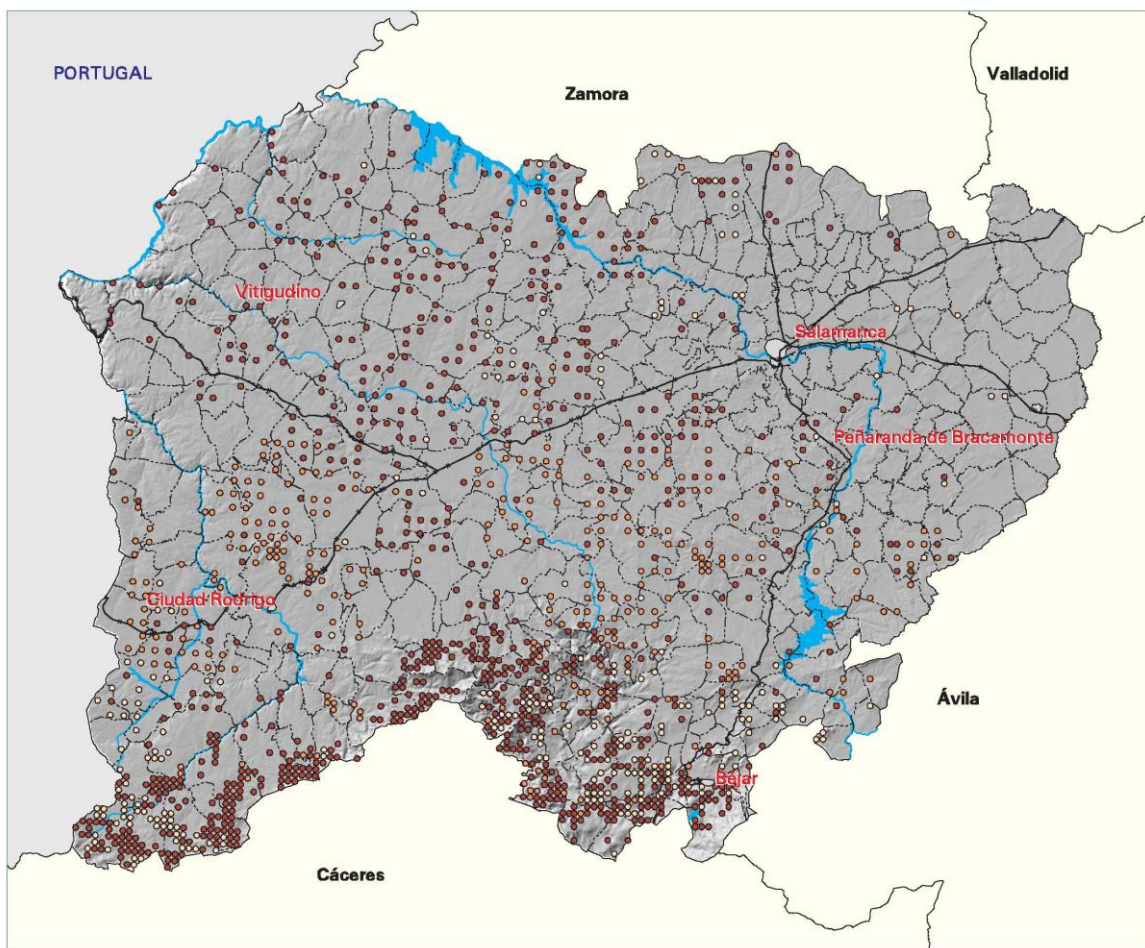 PORTUGAL
Valladolid
Zamora
Vitigudino
Salamanca
Peñaranda de Bracamonte
Ciudad Rodrigo
Ávila
Béjar
Cáceres